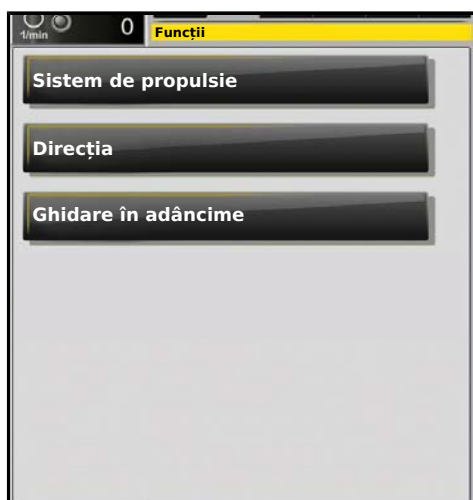 1/min
0
Funcții
Sistem de propulsie
Direcția
Ghidare în adâncime